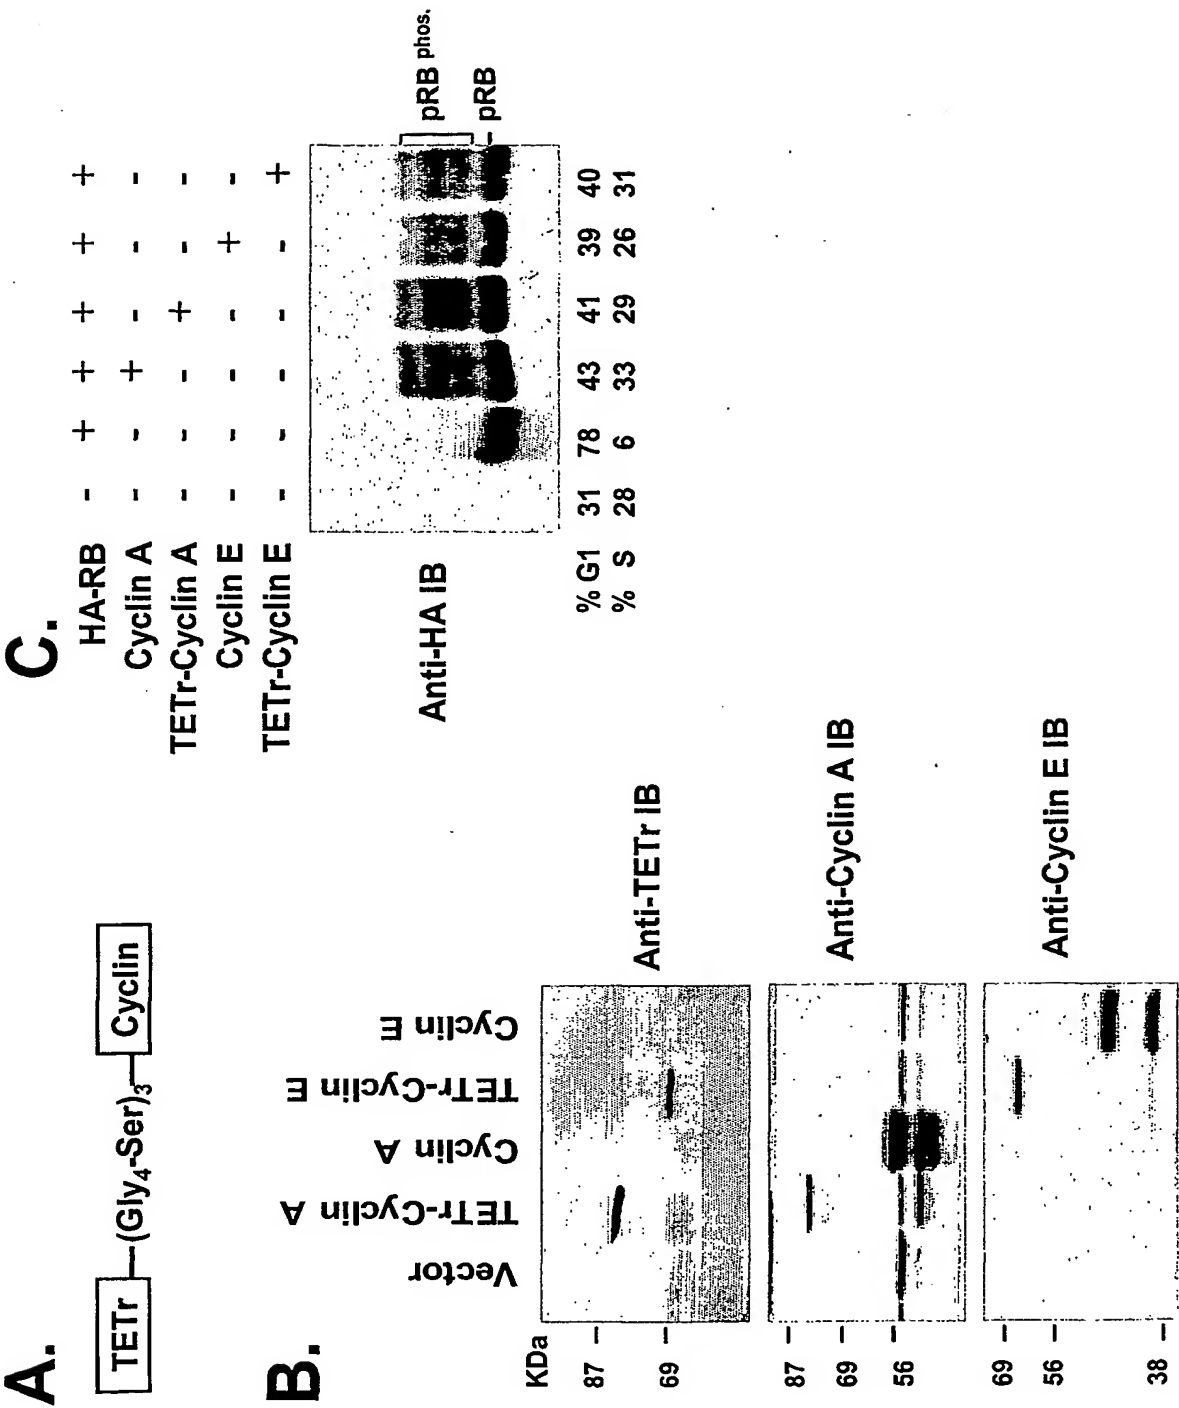 A.
TETr—(Gly4-Ser)3—Cyclin
B.
Vector
TETr-Cyclin A
Cyclin A
TETr-Cyclin E
Cyclin E
KDa
87
69
Anti-TETr IB
87
69
56
Anti-Cyclin A IB
69
56
38
Anti-Cyclin E IB
C.
HA-RB - + + + + +
Cyclin A - - + - - -
TETr-Cyclin A - - - + - -
Cyclin E - - - - + -
TETr-Cyclin E - - - - - +
Anti-HA IB
pRB phos.
pRB
% G1 31 78 43 41 39 40
% S 28 6 33 29 26 31